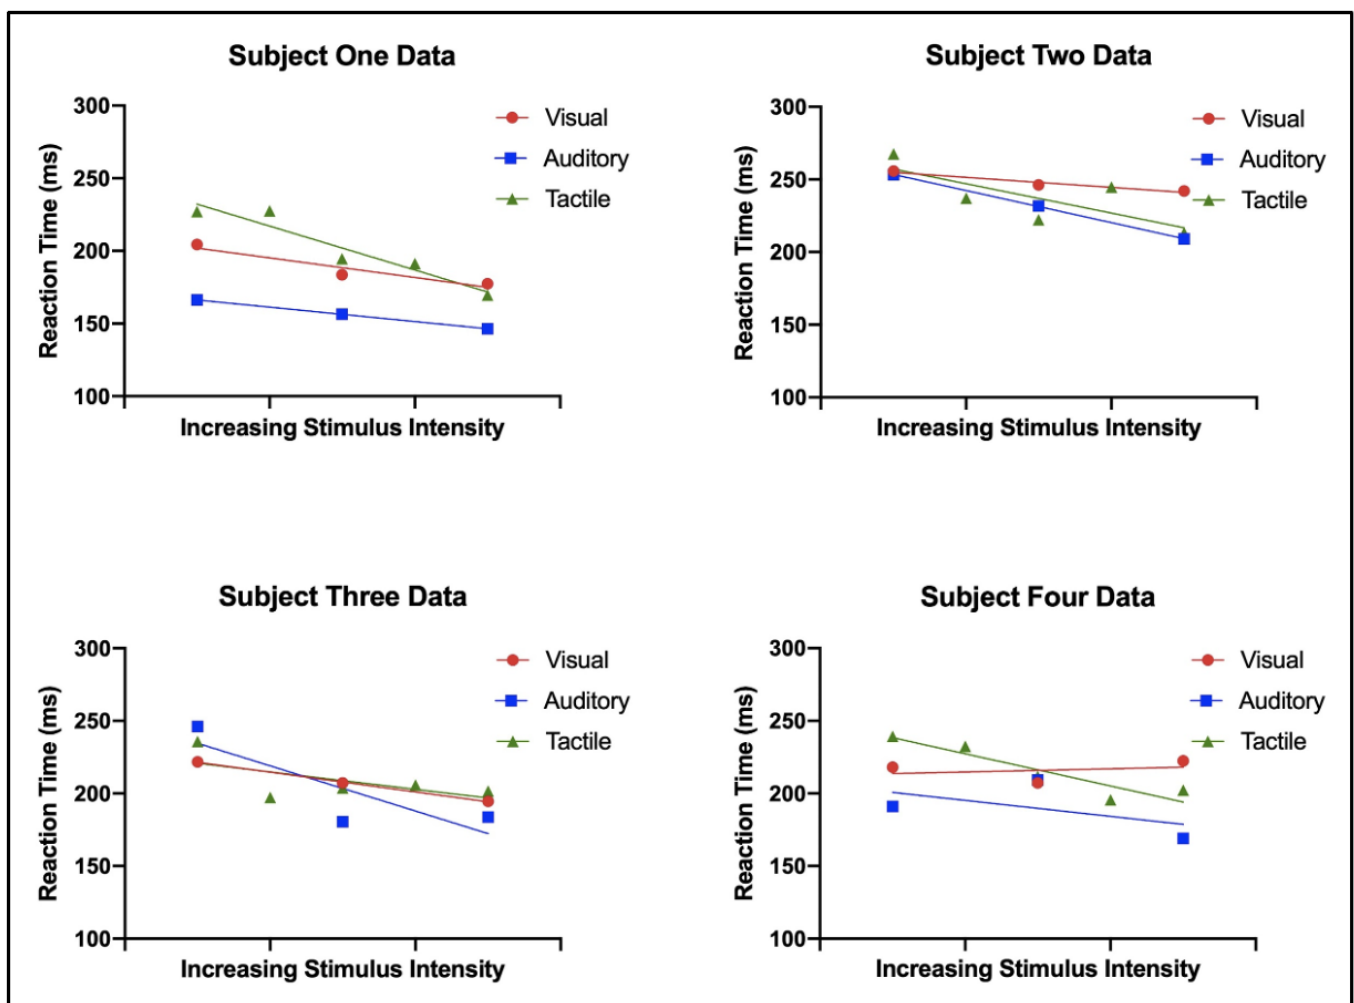 Subject One Data
300
250
200
150
100
Reaction Time (ms)
Visual
Auditory
Tactile
Increasing Stimulus Intensity
Subject Two Data
300
250
200
150
100
Reaction Time (ms)
Visual
Auditory
Tactile
Increasing Stimulus Intensity
Subject Three Data
300
250
200
150
100
Reaction Time (ms)
Visual
Auditory
Tactile
Increasing Stimulus Intensity
Subject Four Data
300
250
200
150
100
Reaction Time (ms)
Visual
Auditory
Tactile
Increasing Stimulus Intensity